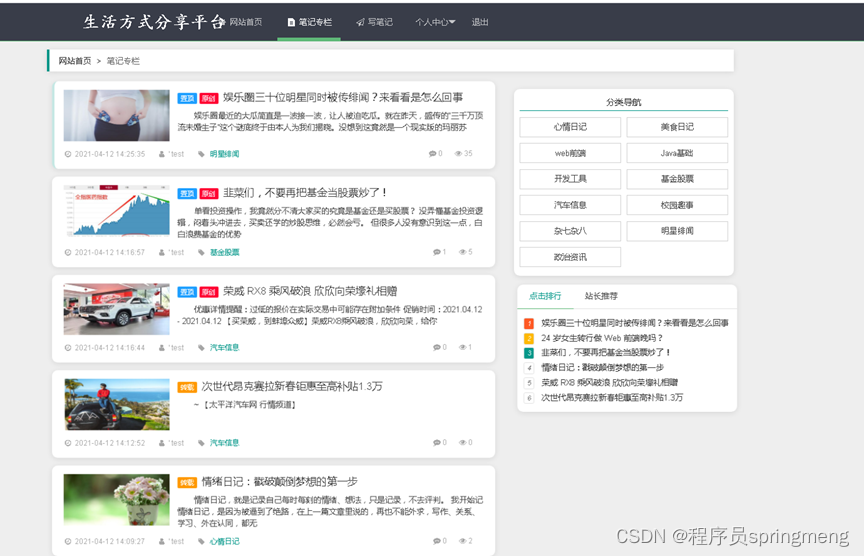 生活方式分享平台 网站首页 笔记专栏 写笔记 个人中心 退出
网站首页 > 笔记专栏
置顶 原创 娱乐圈三十位明星同时被传绯闻？来看看是怎么回事
娱乐圈最近的大瓜简直是一波接一波，让人被迫吃瓜。就在昨天，盛传的“三千万顶
流未婚生子”这个谜底终于由本人为我们揭晓。没想到这竟然是一个现实版的玛丽苏
2021-04-12 14:25:35 'test 明星绯闻 0 35
全指医药指数
置顶 原创 韭菜们，不要再把基金当股票炒了！
单看投资操作，我竟然分不清大家买的究竟是基金还是买股票？ 没弄懂基金投资逻
辑，闷着头冲进去，买卖还学的炒股思维，必然会亏。 但很多人没有意识到这一点，白
白浪费基金的优势
2021-04-12 14:16:57 'test 基金股票 1 5
置顶 原创 荣威 RX8 乘风破浪 欣欣向荣壕礼相赠
优惠详情提醒：过低的报价在实际交易中可能存在附加条件 促销时间：2021.04.12
- 2021.04.12 【买荣威，到蚌埠众威】荣威RX8乘风破浪，欣欣向荣，给你
2021-04-12 14:16:44 'test 汽车信息 0 1
转载 次世代昂克赛拉新春钜惠至高补贴1.3万
~ 【太平洋汽车网 行情频道】
2021-04-12 14:12:52 'test 汽车信息 0 0
转载 情绪日记：戳破颠倒梦想的第一步
情绪日记，就是记录自己每时每刻的情绪、想法，只是记录，不去评判。 我开始记
情绪日记，是因为被逼到了绝路，在上一篇文章里说的，再也不能外求，写作、关系、
学习、外在认同，都无
2021-04-12 14:09:27 'test 心情日记 0 2
分类导航
心情日记 美食日记
web前端 Java基础
开发工具 基金股票
汽车信息 校园趣事
杂七杂八 明星绯闻
政治资讯
点击排行 站长推荐
1 娱乐圈三十位明星同时被传绯闻？来看看是怎么回事
2 24 岁女生转行做 Web 前端晚吗？
3 韭菜们，不要再把基金当股票炒了！
4 情绪日记：戳破颠倒梦想的第一步
5 荣威 RX8 乘风破浪 欣欣向荣壕礼相赠
6 次世代昂克赛拉新春钜惠至高补贴1.3万
CSDN @程序员springmeng